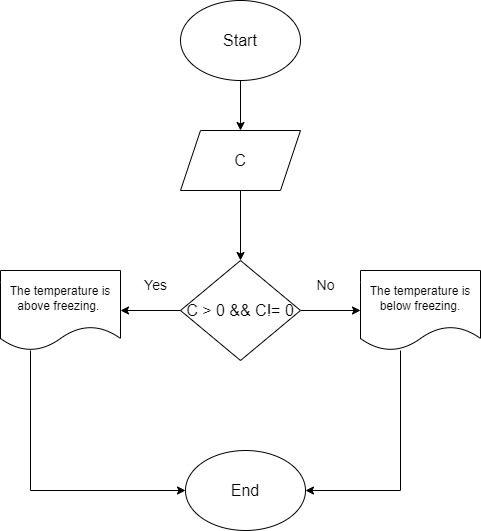 Start
C
Yes
No
The temperature is
above freezing.
C > 0 && C!= 0
The temperature is
below freezing.
End